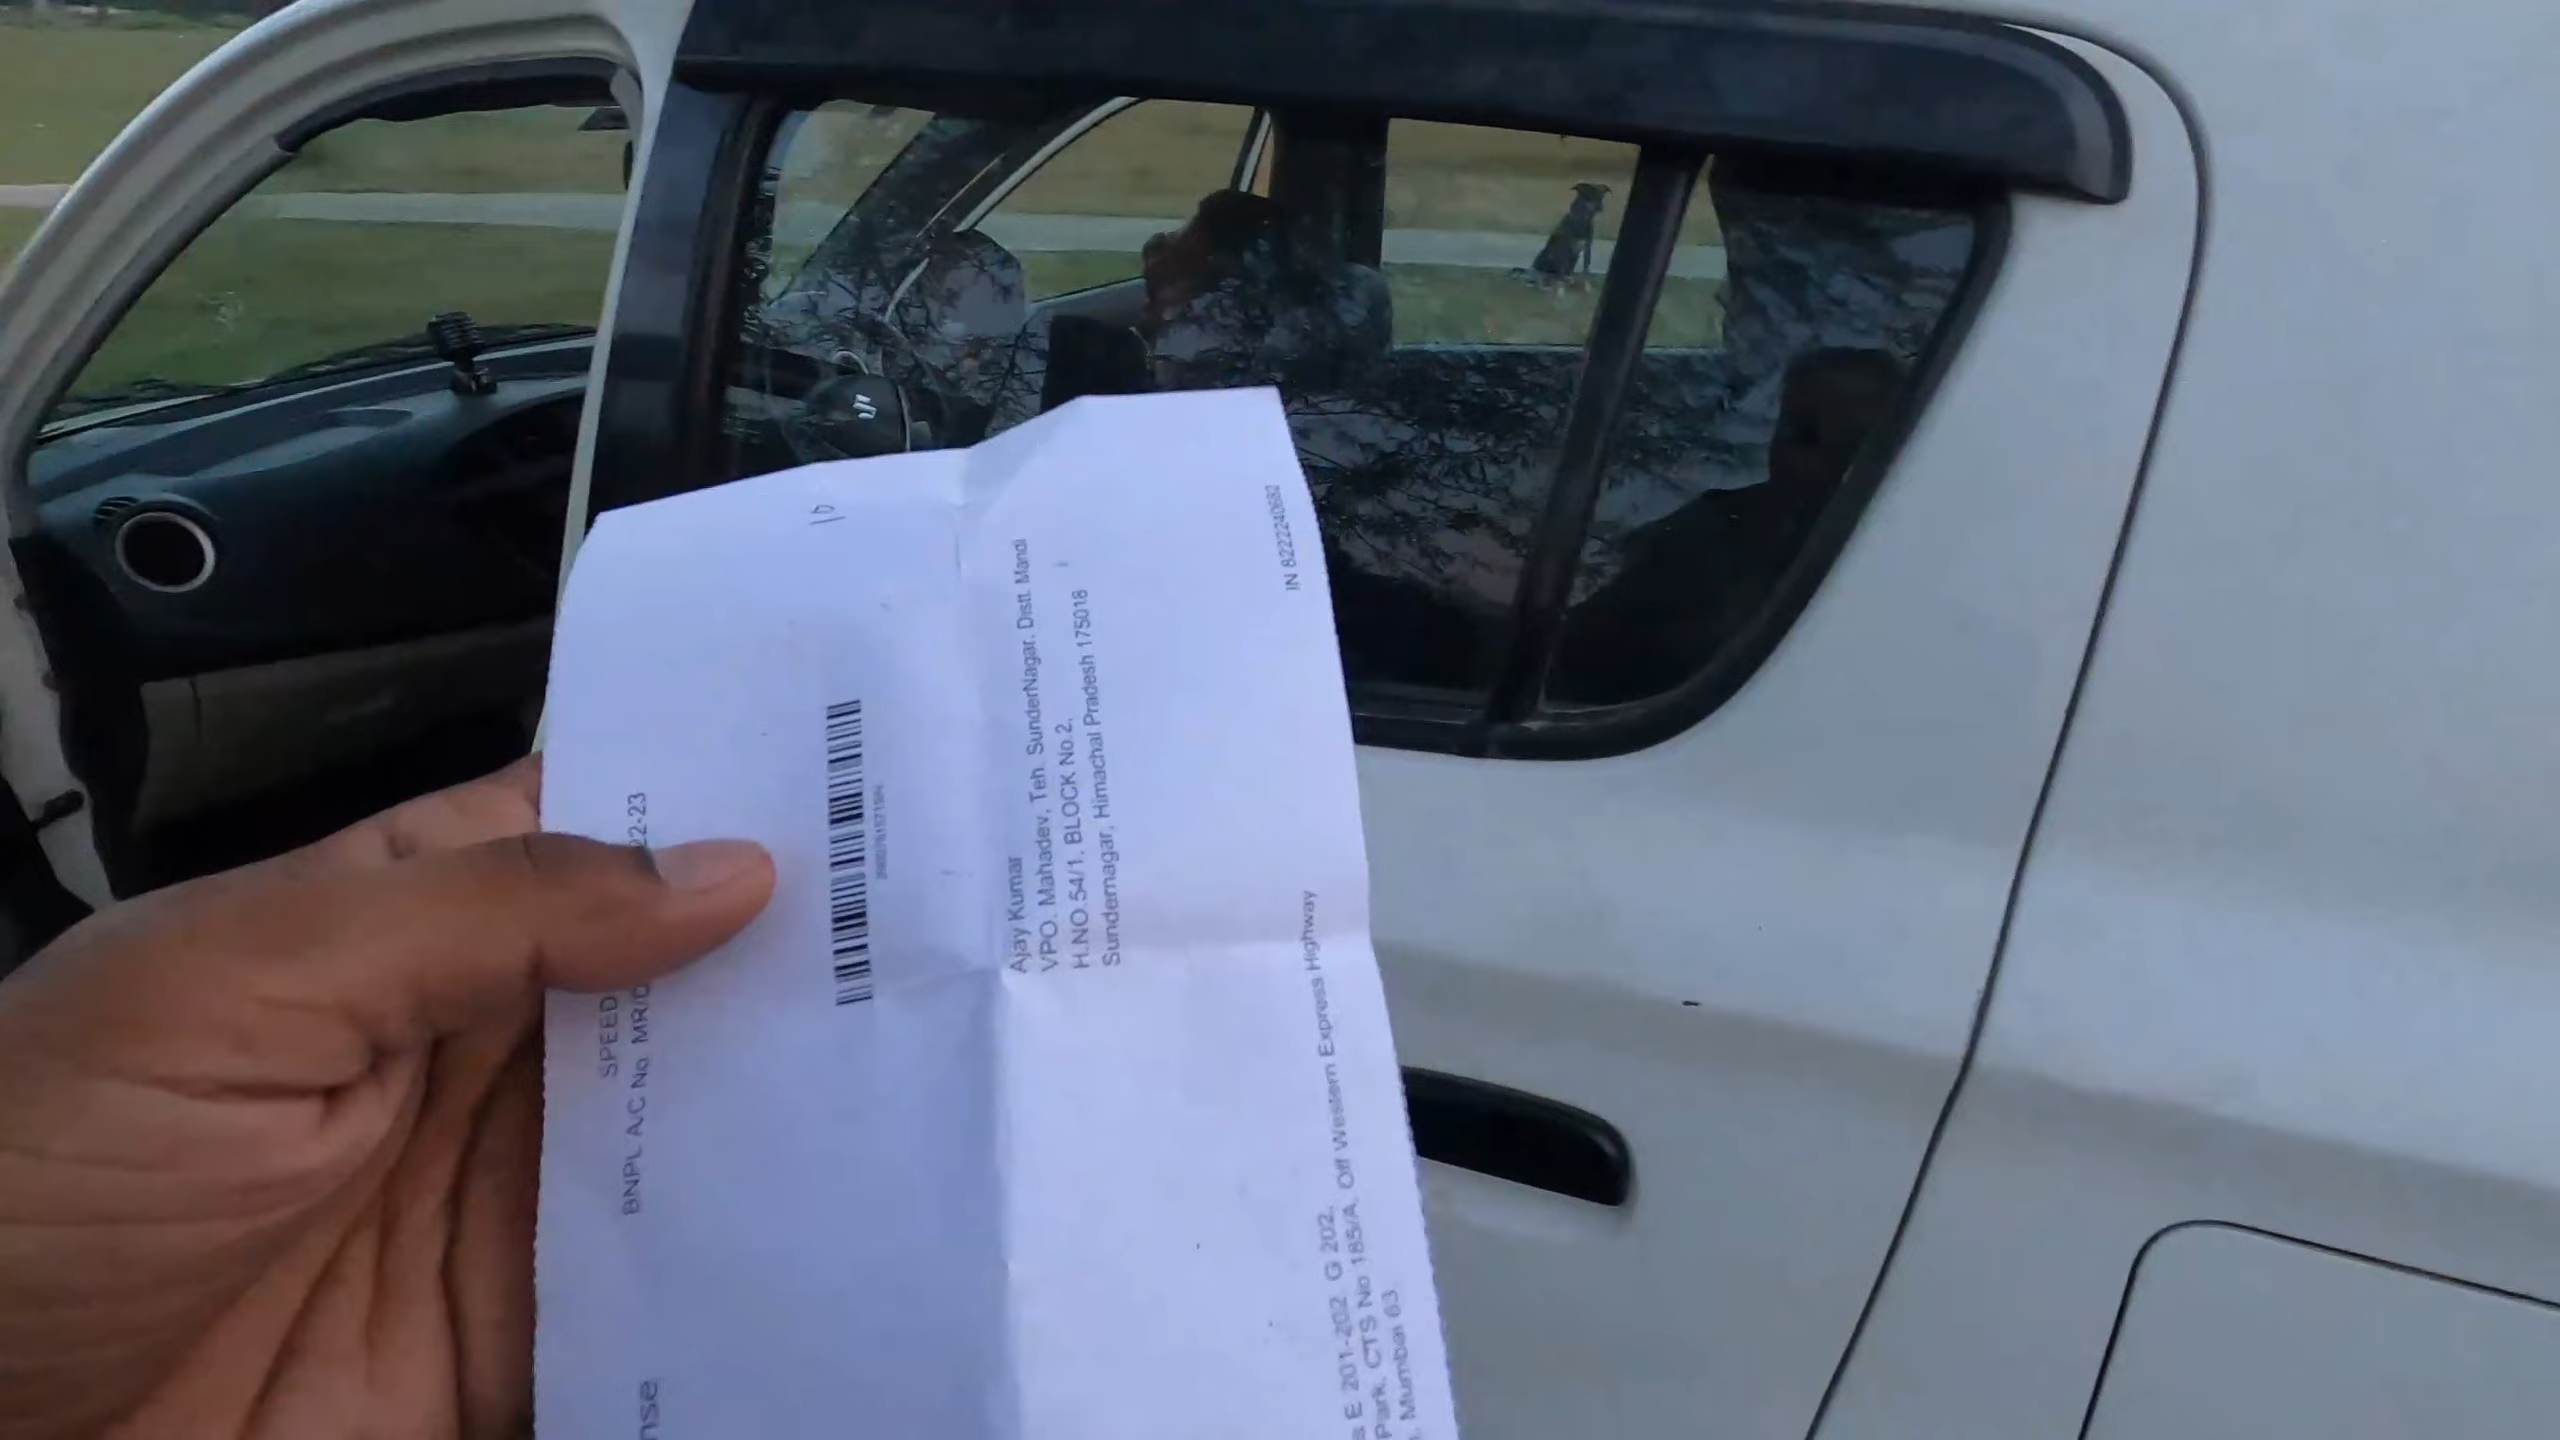 10
SPEED
BNPL A/C No MR/
22-23
Ajay Kumar
VPO. Mahadev, Teh. SunderNagar, Distt. Mandi
H.NO.54/1, BLOCK No.2,
Sundernagar, Himachal Pradesh 175018
IN 8222240682
E 201-202 G 202,
Park, CTS No 185/A, Off Western Express Highway
Mumbai 63
nse